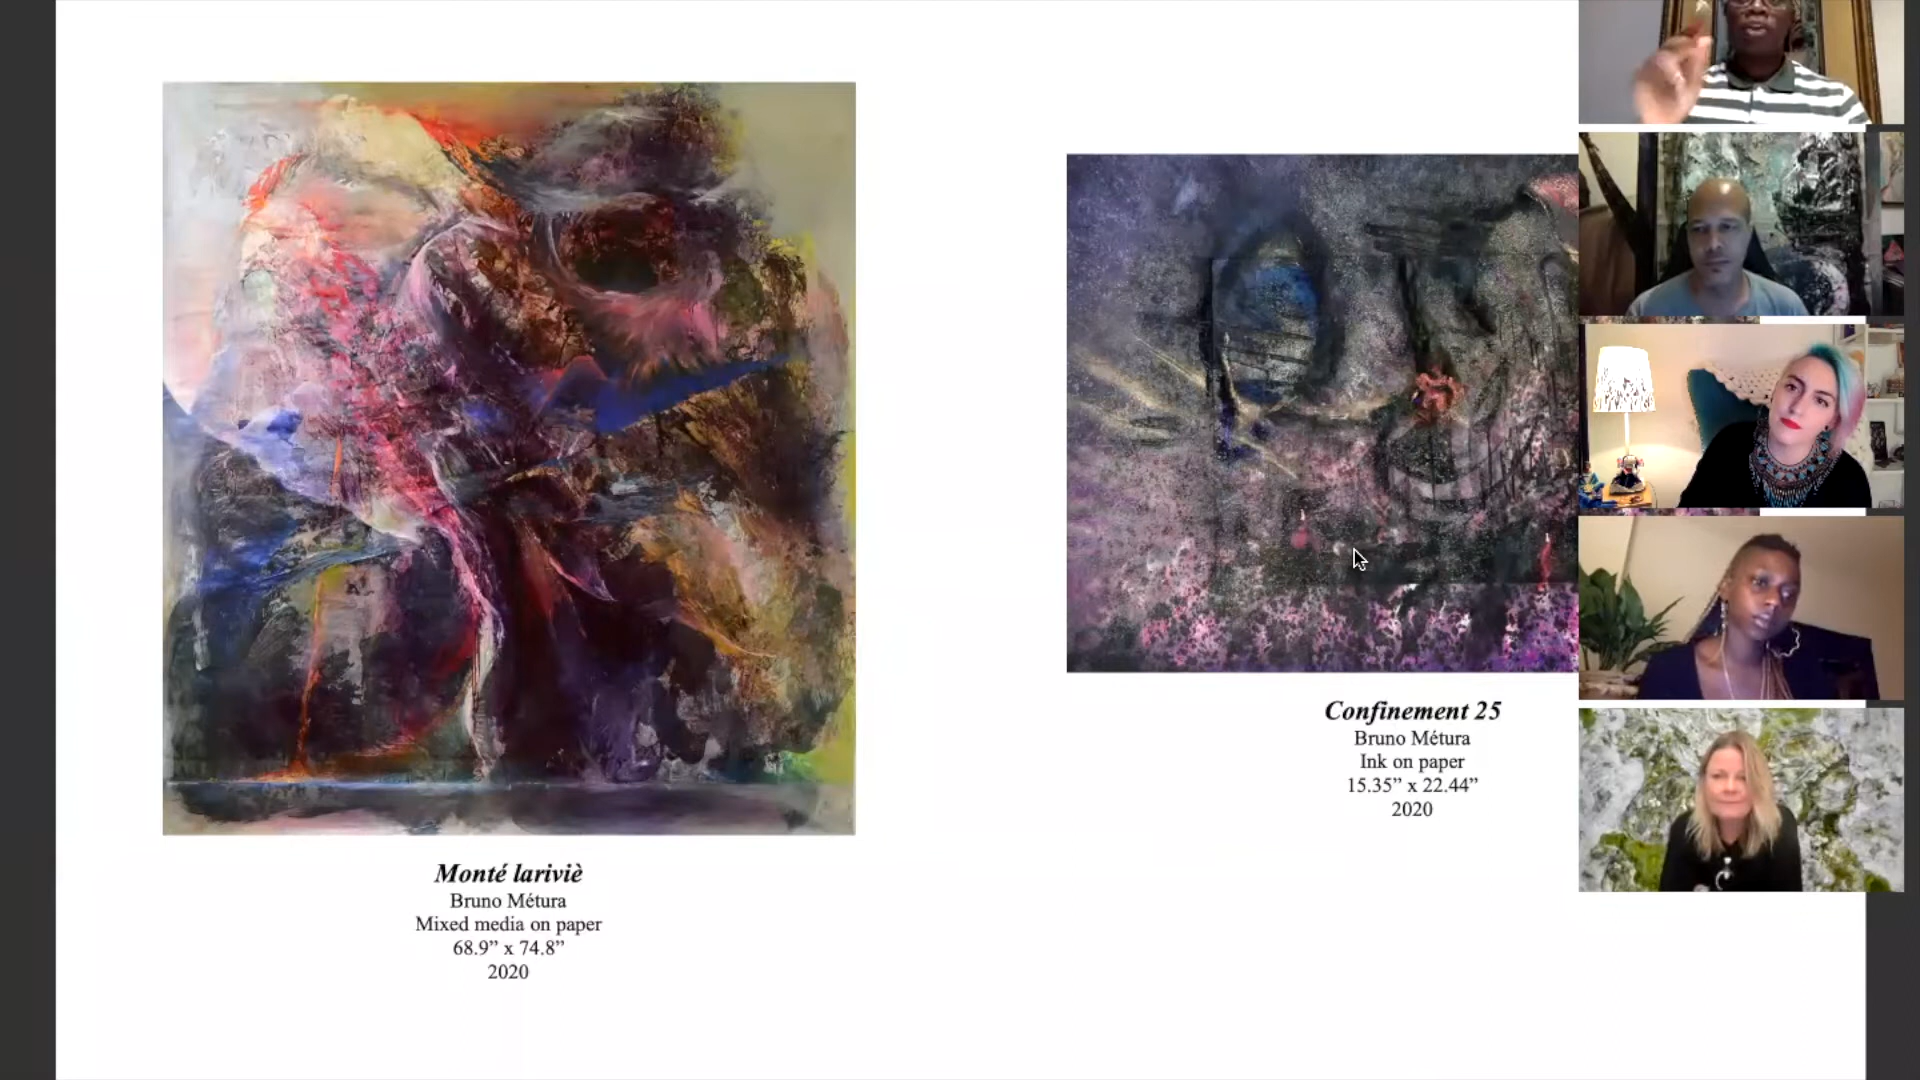 Monté lariviè
Bruno Métura
Mixed media on paper
68.9” x 74.8”
2020
Confinement 25
Bruno Métura
Ink on paper
15.35” x 22.44”
2020